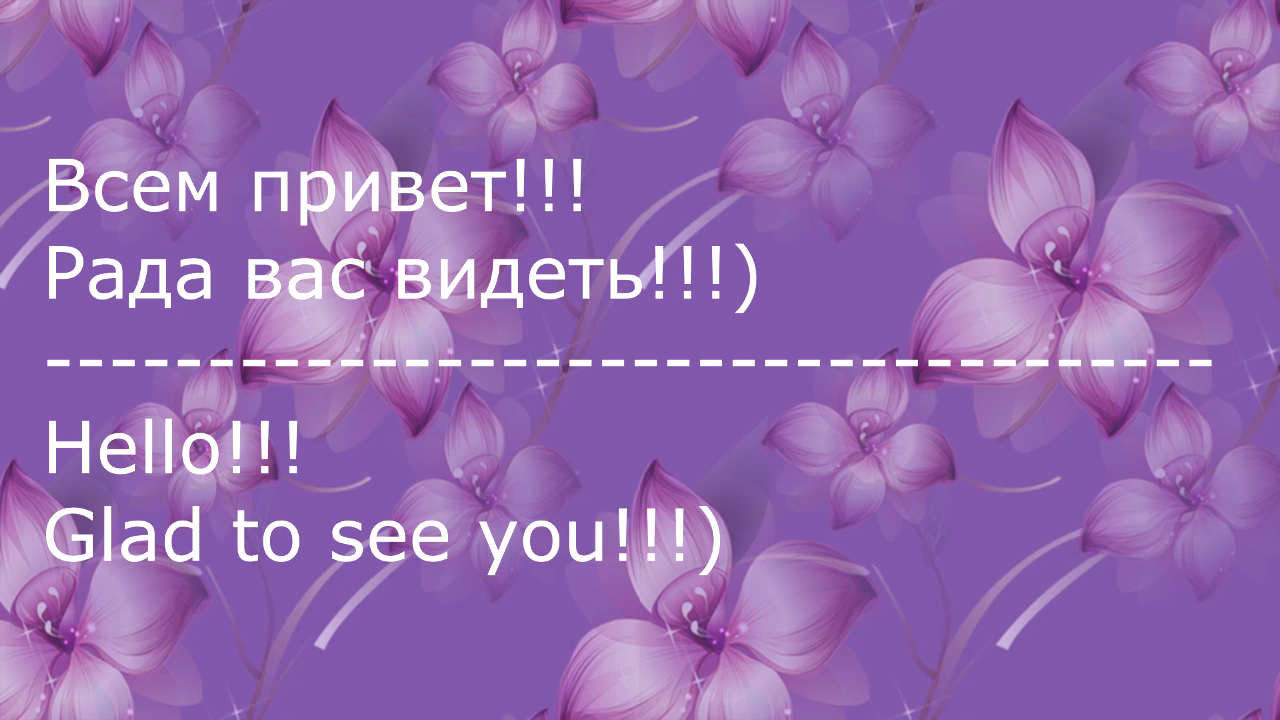 Всем привет!!!
Рада вас видеть!!!)
------------------------------------
Hello!!!
Glad to see you!!!)